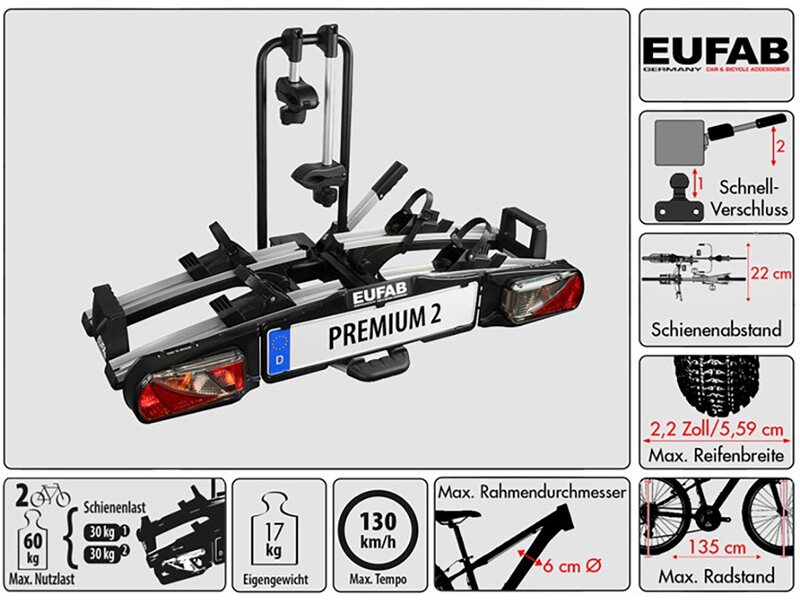 EUFAB
GERMANY CAR & BICYCLE ACCESSORIES
EUFAB
D PREMIUM 2
2
1
Schnell-
Verschluss
22 cm
Schienenabstand
2,2 Zoll/5,59 cm
Max. Reifenbreite
2
60
kg
Max. Nutzlast
Schienenlast
30 kg 1
30 kg 2
17
kg
Eigengewicht
130
km/h
Max. Tempo
Max. Rahmendurchmesser
6 cm Ø
135 cm
Max. Radstand